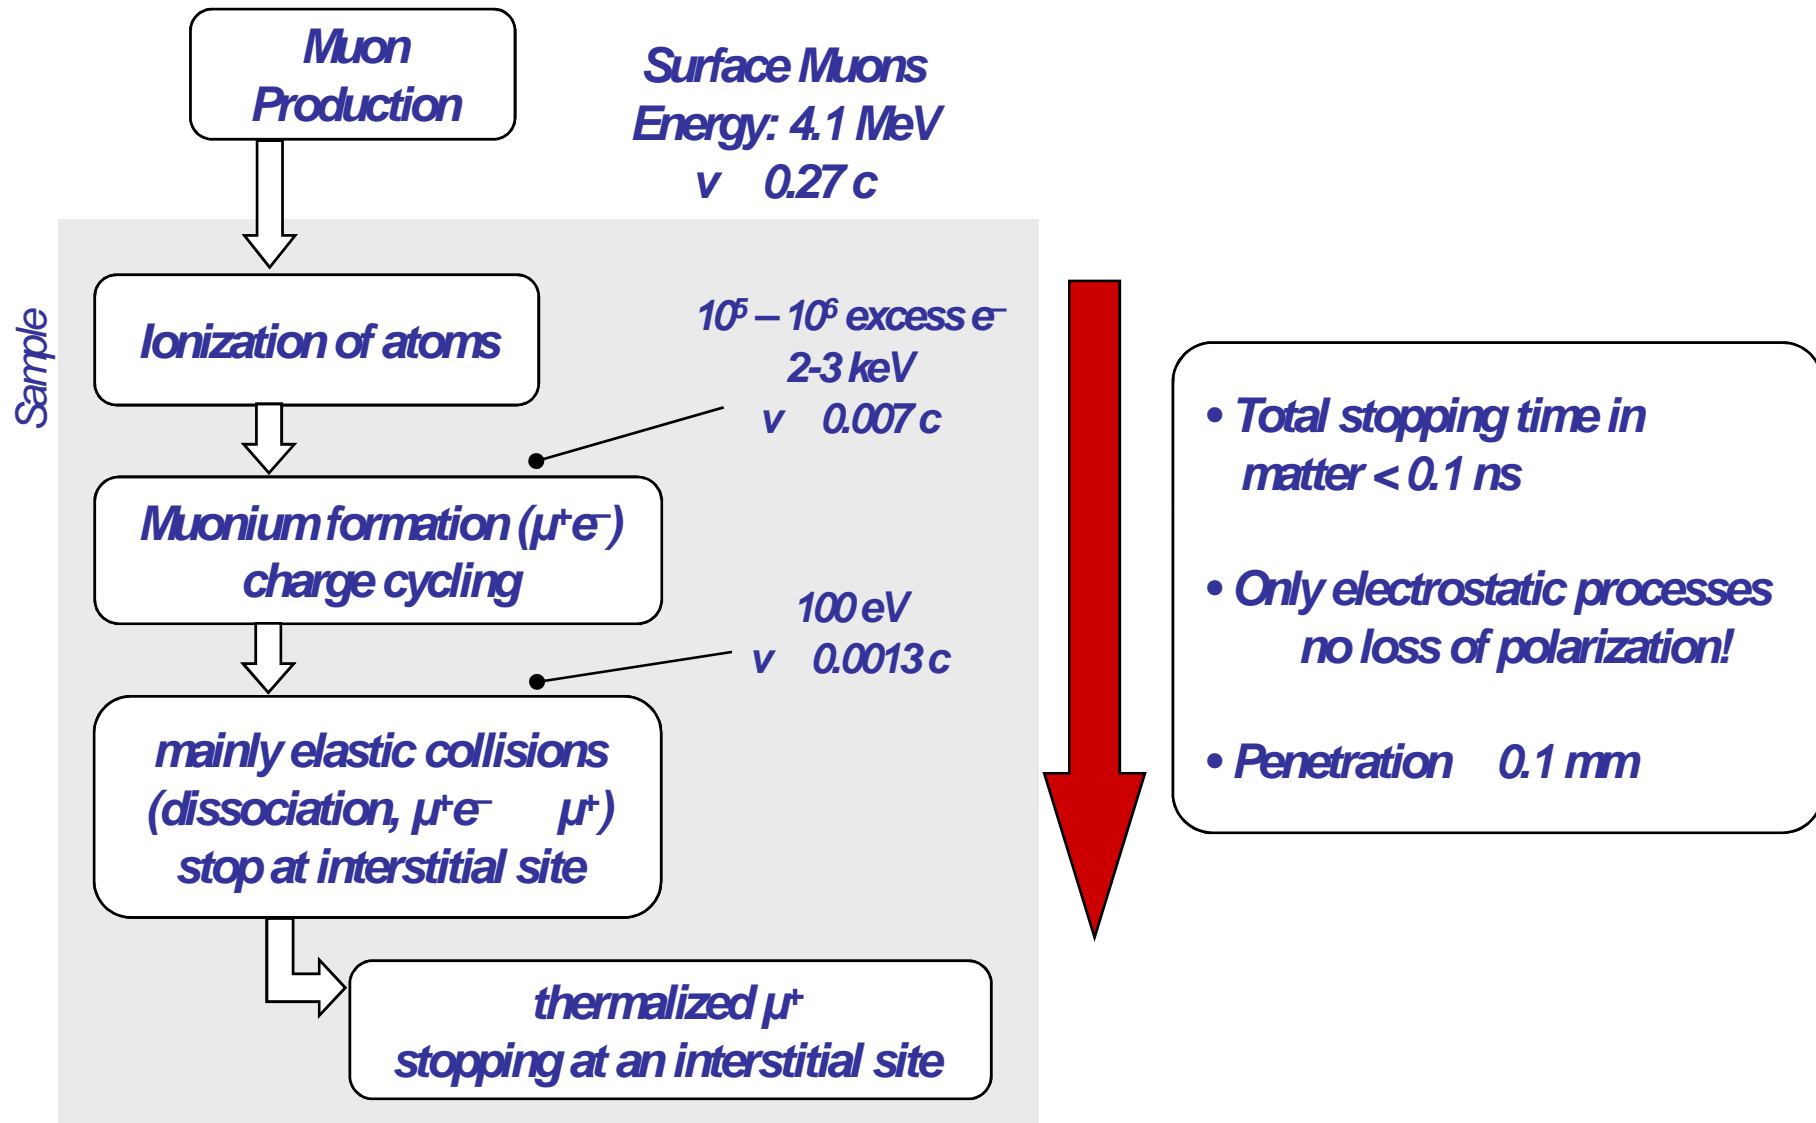 Muon
Production
Surface Muons
Energy: 4.1 MeV
v 0.27 c
Sample
Ionization of atoms
10⁵ – 10⁶ excess e⁻
2-3 keV
v 0.007 c
Muonium formation (µ⁺e⁻)
charge cycling
100 eV
v 0.0013 c
mainly elastic collisions
(dissociation, µ⁺e⁻ µ⁺)
stop at interstitial site
thermalized µ⁺
stopping at an interstitial site
• Total stopping time in
matter < 0.1 ns
• Only electrostatic processes
no loss of polarization!
• Penetration 0.1 mm